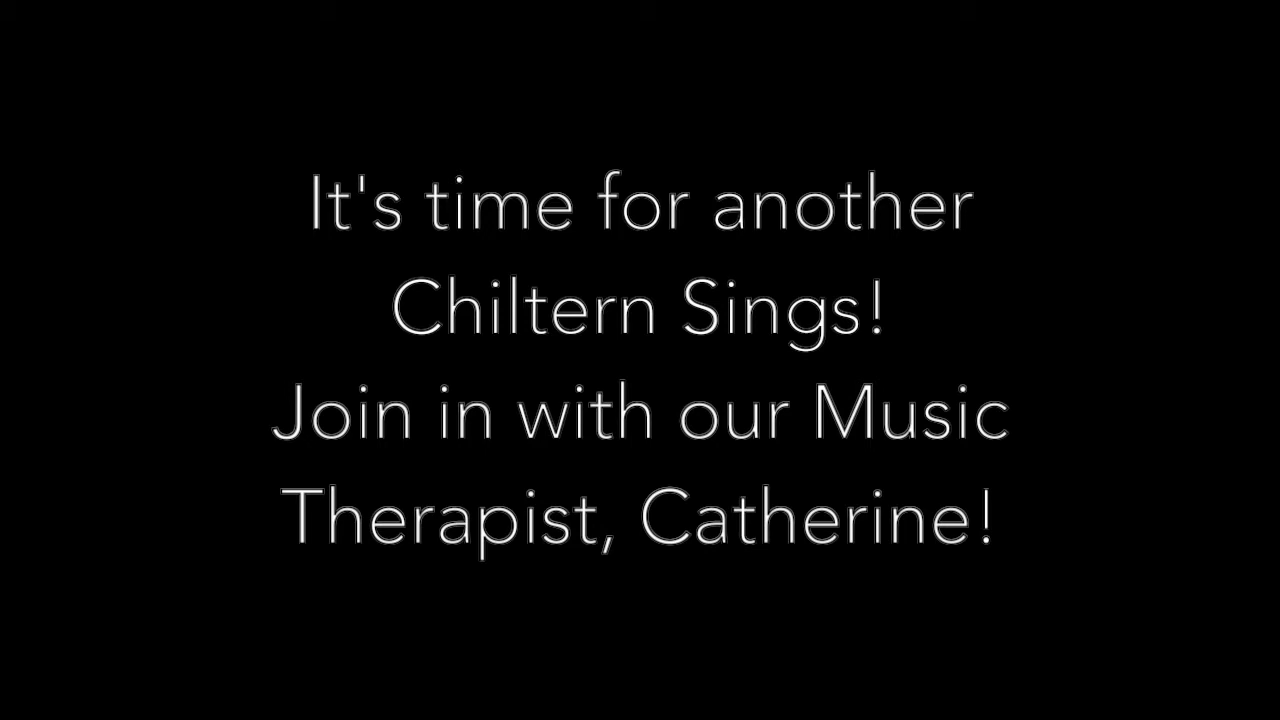 It's time for another
Chiltern Sings!
Join in with our Music
Therapist, Catherine!